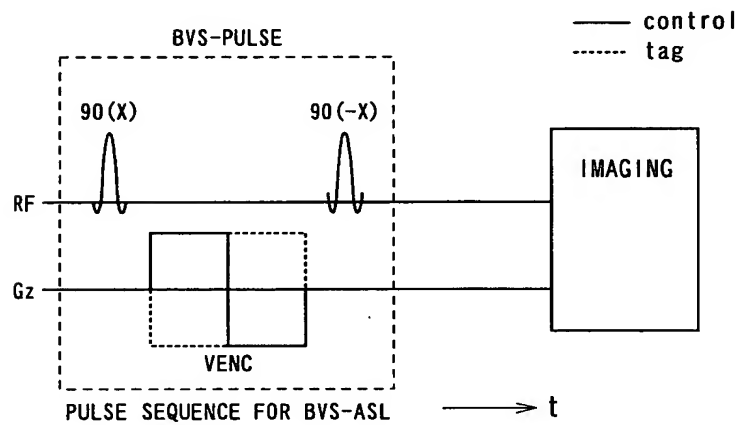 control
tag
BVS-PULSE
90(X)
90(-X)
IMAGING
RF
Gz
VENC
PULSE SEQUENCE FOR BVS-ASL
t